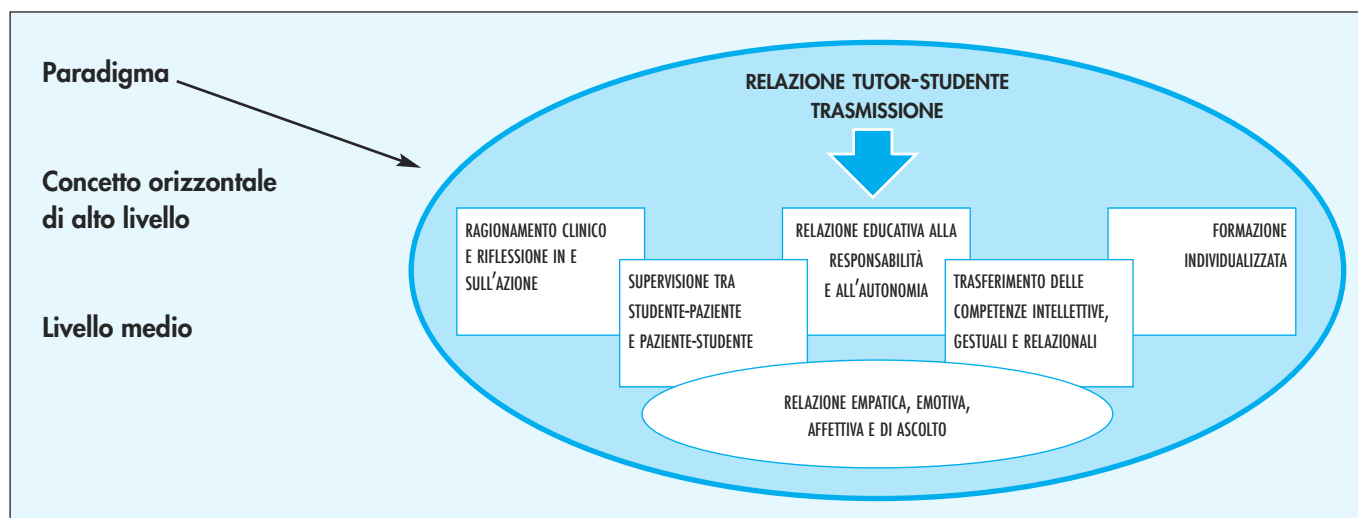 Paradigma
RELAZIONE TUTOR-STUDENTE
TRASMISSIONE
Concetto orizzontale
di alto livello
RAGIONAMENTO CLINICO
E RIFLESSIONE IN E
SULL'AZIONE
RELAZIONE EDUCATIVA ALLA
RESPONSABILITÀ
E ALL'AUTONOMIA
FORMAZIONE
INDIVIDUALIZZATA
SUPERVISIONE TRA
STUDENTE-PAZIENTE
E PAZIENTE-STUDENTE
TRASFERIMENTO DELLE
COMPETENZE INTELLETTIVE,
GESTUALI E RELAZIONALI
Livello medio
RELAZIONE EMPATICA, EMOTIVA,
AFFETTIVA E DI ASCOLTO